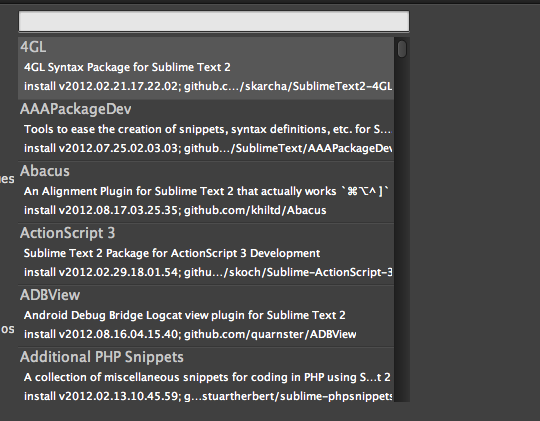 4GL
4GL Syntax Package for Sublime Text 2
install v2012.02.21.17.22.02; github.c…/skarcha/SublimeText2-4GL
AAAPackageDev
Tools to ease the creation of snippets, syntax definitions, etc. for S…
install v2012.07.25.02.03.03; github…/SublimeText/AAAPackageDev
ues
Abacus
An Alignment Plugin for Sublime Text 2 that actually works `⌘⌥^]`
install v2012.08.17.03.25.35; github.com/khiltd/Abacus
ActionScript 3
Sublime Text 2 Package for ActionScript 3 Development
install v2012.02.29.18.01.54; githu…/skoch/Sublime-ActionScript-3
ADBView
Android Debug Bridge Logcat view plugin for Sublime Text 2
os
install v2012.08.16.04.15.40; github.com/quarnster/ADBView
Additional PHP Snippets
A collection of miscellaneous snippets for coding in PHP using S…t 2
install v2012.02.13.10.45.59; g…stuartherbert/sublime-phpsnippets